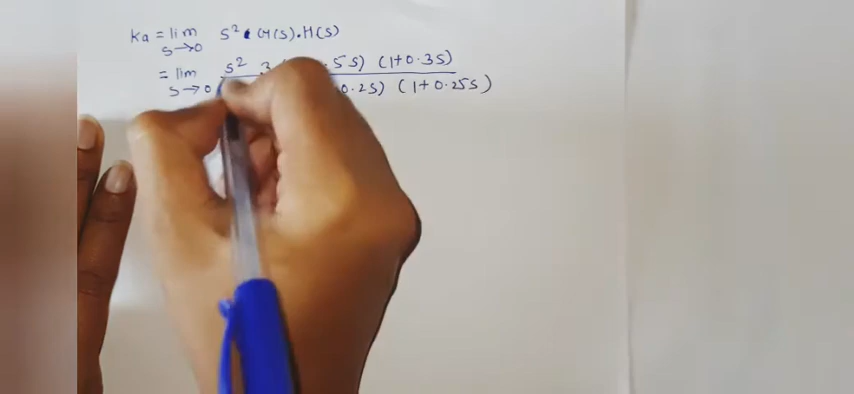 Ka = lim s² G(s).H(s)
s→0
= lim s² 3 .5s) (1+0.3s)
s→0 0.2s) (1+0.25s)